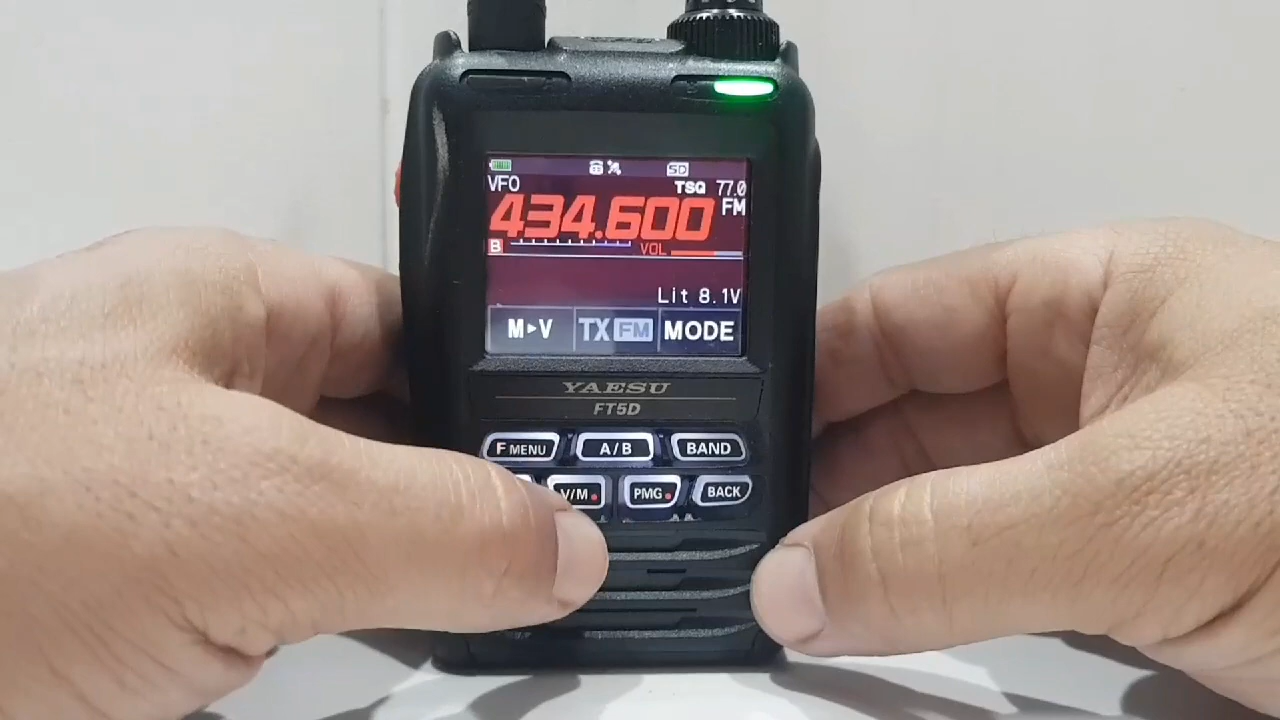 SD
VFO TSQ 77.0
434.600 FM
B VOL
Lit 8.1V
M▸V TX FM MODE
YAESU
FT5D
F MENU A/B BAND
V/M PMG BACK